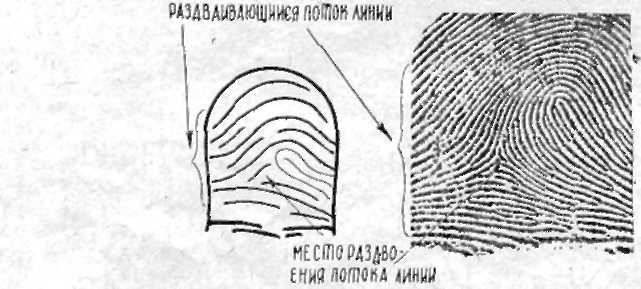 РАЗДВАИВАЮЩИЙСЯ ПОТОК ЛИНИИ
МЕСТО РАЗДВО-
ЕНИЯ ПОТОКА ЛИНИИ